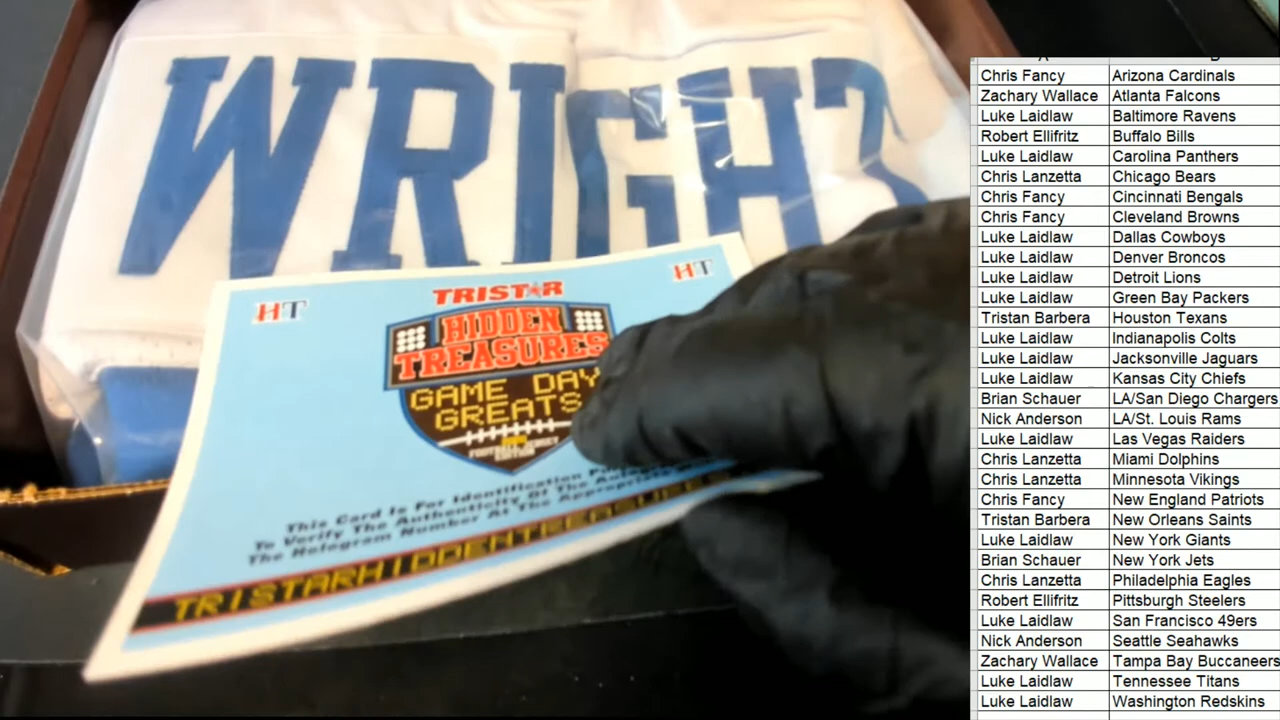 WRIGH
HT
HT
TRISTAR
HIDDEN
TREASURES
GAME DAY
GREATS
FOOTBALL JERSEY
EDITION
This Card Is For Identification
To Verify The Authenticity Of The
The Hologram Number At The Appropriate
TRISTARHIDDENTREASURES
Chris Fancy Arizona Cardinals
Zachary Wallace Atlanta Falcons
Luke Laidlaw Baltimore Ravens
Robert Ellifritz Buffalo Bills
Luke Laidlaw Carolina Panthers
Chris Lanzetta Chicago Bears
Chris Fancy Cincinnati Bengals
Chris Fancy Cleveland Browns
Luke Laidlaw Dallas Cowboys
Luke Laidlaw Denver Broncos
Luke Laidlaw Detroit Lions
Luke Laidlaw Green Bay Packers
Tristan Barbera Houston Texans
Luke Laidlaw Indianapolis Colts
Luke Laidlaw Jacksonville Jaguars
Luke Laidlaw Kansas City Chiefs
Brian Schauer LA/San Diego Chargers
Nick Anderson LA/St. Louis Rams
Luke Laidlaw Las Vegas Raiders
Chris Lanzetta Miami Dolphins
Chris Lanzetta Minnesota Vikings
Chris Fancy New England Patriots
Tristan Barbera New Orleans Saints
Luke Laidlaw New York Giants
Brian Schauer New York Jets
Chris Lanzetta Philadelphia Eagles
Robert Ellifritz Pittsburgh Steelers
Luke Laidlaw San Francisco 49ers
Nick Anderson Seattle Seahawks
Zachary Wallace Tampa Bay Buccaneers
Luke Laidlaw Tennessee Titans
Luke Laidlaw Washington Redskins